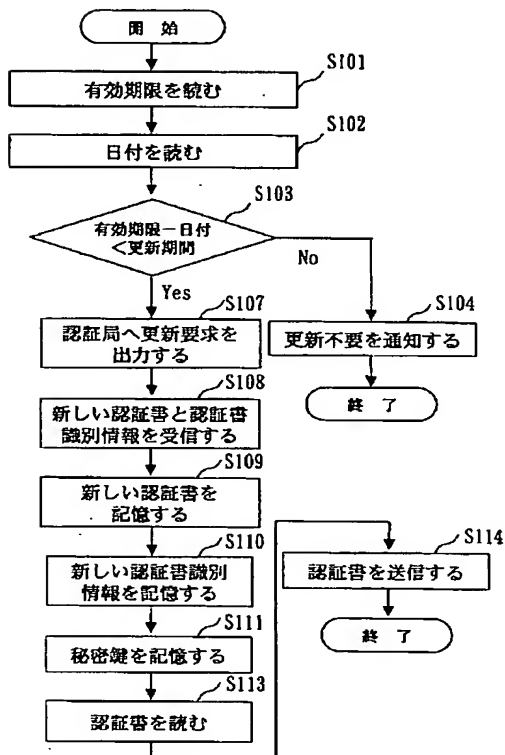 開 始
S101
有効期限を読む
S102
日付を読む
S103
有効期限－日付
＜更新期間
No
Yes
S107
S104
認証局へ更新要求を
出力する
更新不要を通知する
S108
終 了
新しい認証書と認証書
識別情報を受信する
S109
新しい認証書を
記憶する
S110
S114
新しい認証書識別
情報を記憶する
認証書を送信する
S111
終 了
秘密鍵を記憶する
S113
認証書を読む